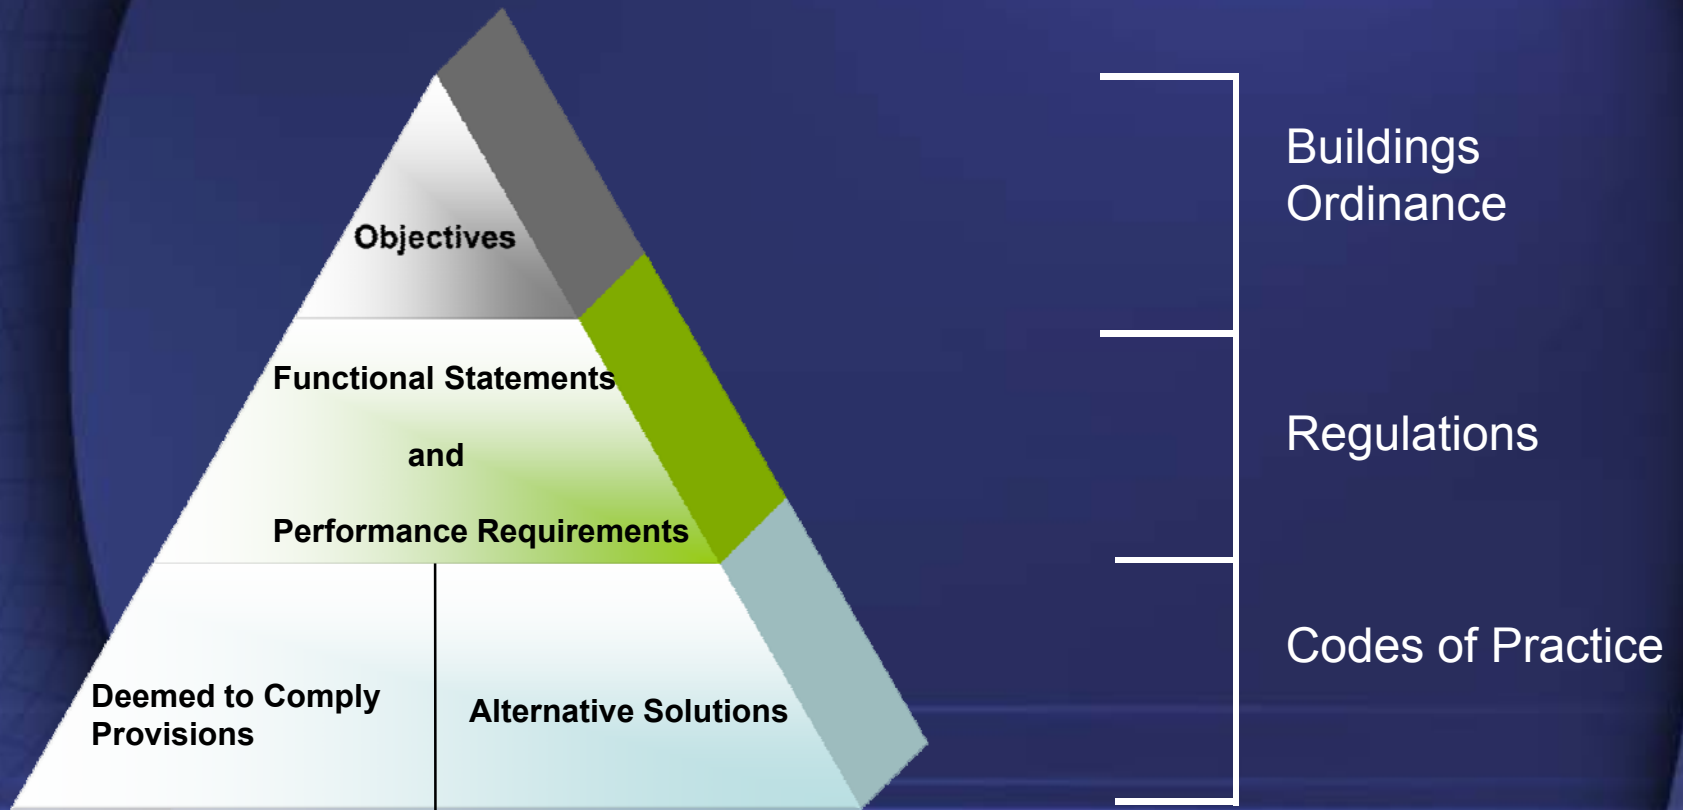 Objectives
Functional Statements
and
Performance Requirements
Deemed to Comply
Provisions
Alternative Solutions
Buildings
Ordinance
Regulations
Codes of Practice